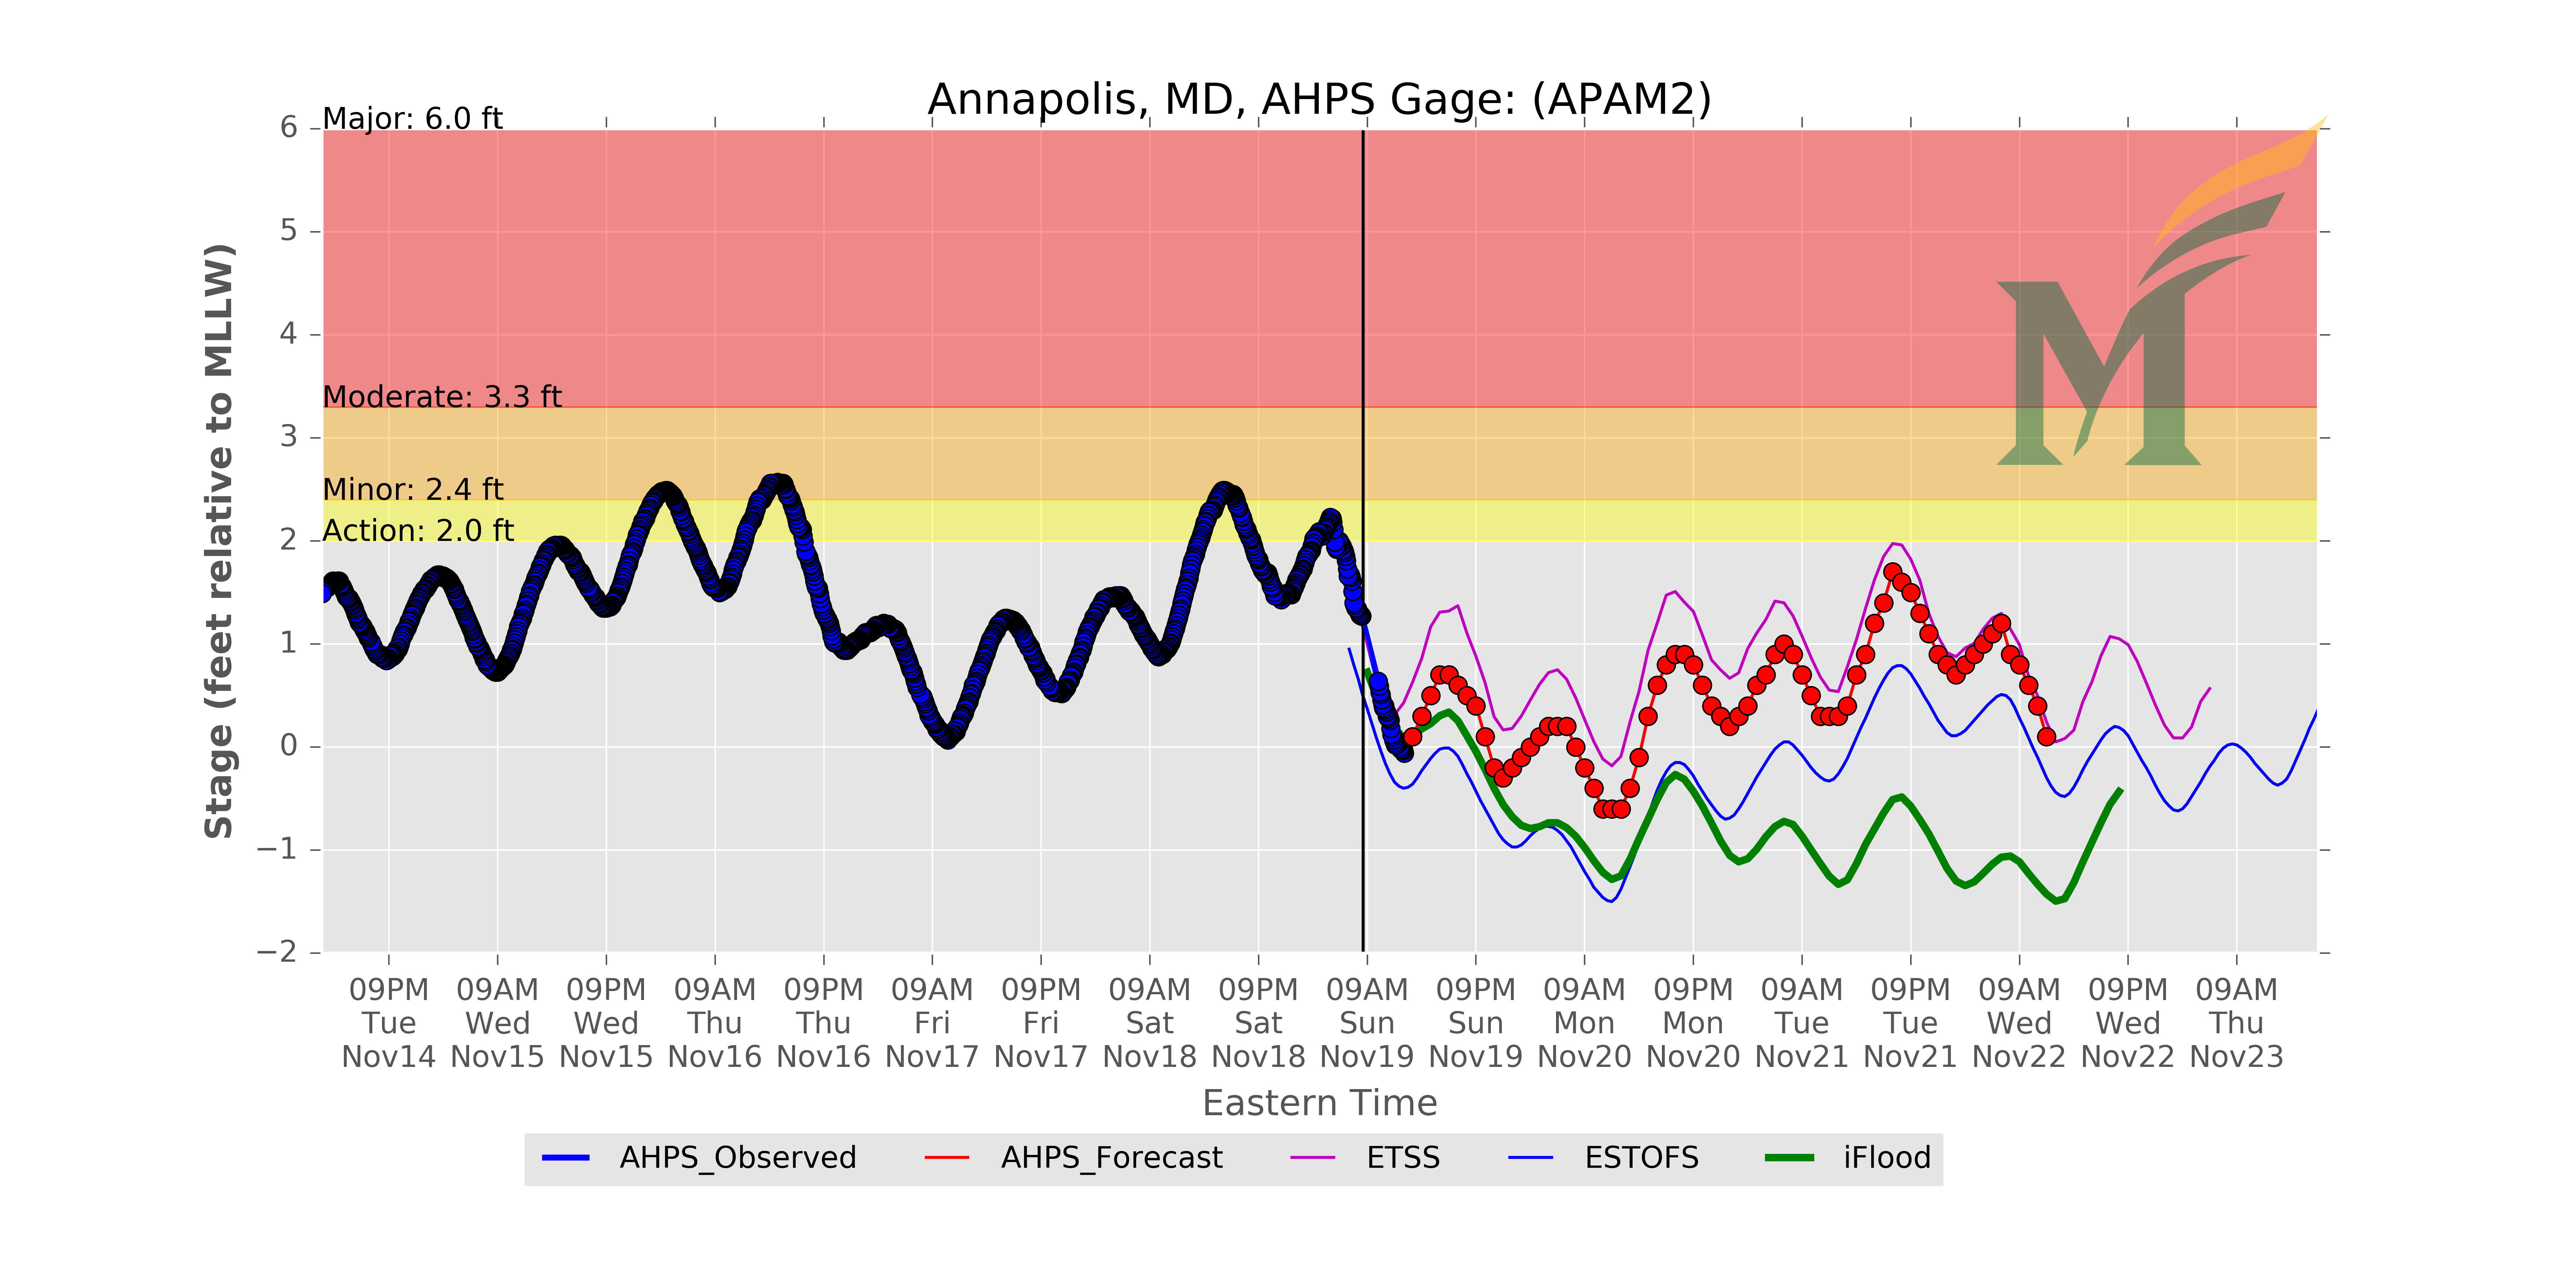 Annapolis, MD, AHPS Gage: (APAM2)
Major: 6.0 ft
Moderate: 3.3 ft
Minor: 2.4 ft
Action: 2.0 ft
Stage (feet relative to MLLW)
6
5
4
3
2
1
0
−1
−2
09PM 09AM 09PM 09AM 09PM 09AM 09PM 09AM 09PM 09AM 09PM 09AM 09PM 09AM 09PM 09AM 09PM 09AM
Tue Wed Wed Thu Thu Fri Fri Sat Sat Sun Sun Mon Mon Tue Tue Wed Wed Thu
Nov14 Nov15 Nov15 Nov16 Nov16 Nov17 Nov17 Nov18 Nov18 Nov19 Nov19 Nov20 Nov20 Nov21 Nov21 Nov22 Nov22 Nov23
Eastern Time
AHPS_Observed AHPS_Forecast ETSS ESTOFS iFlood